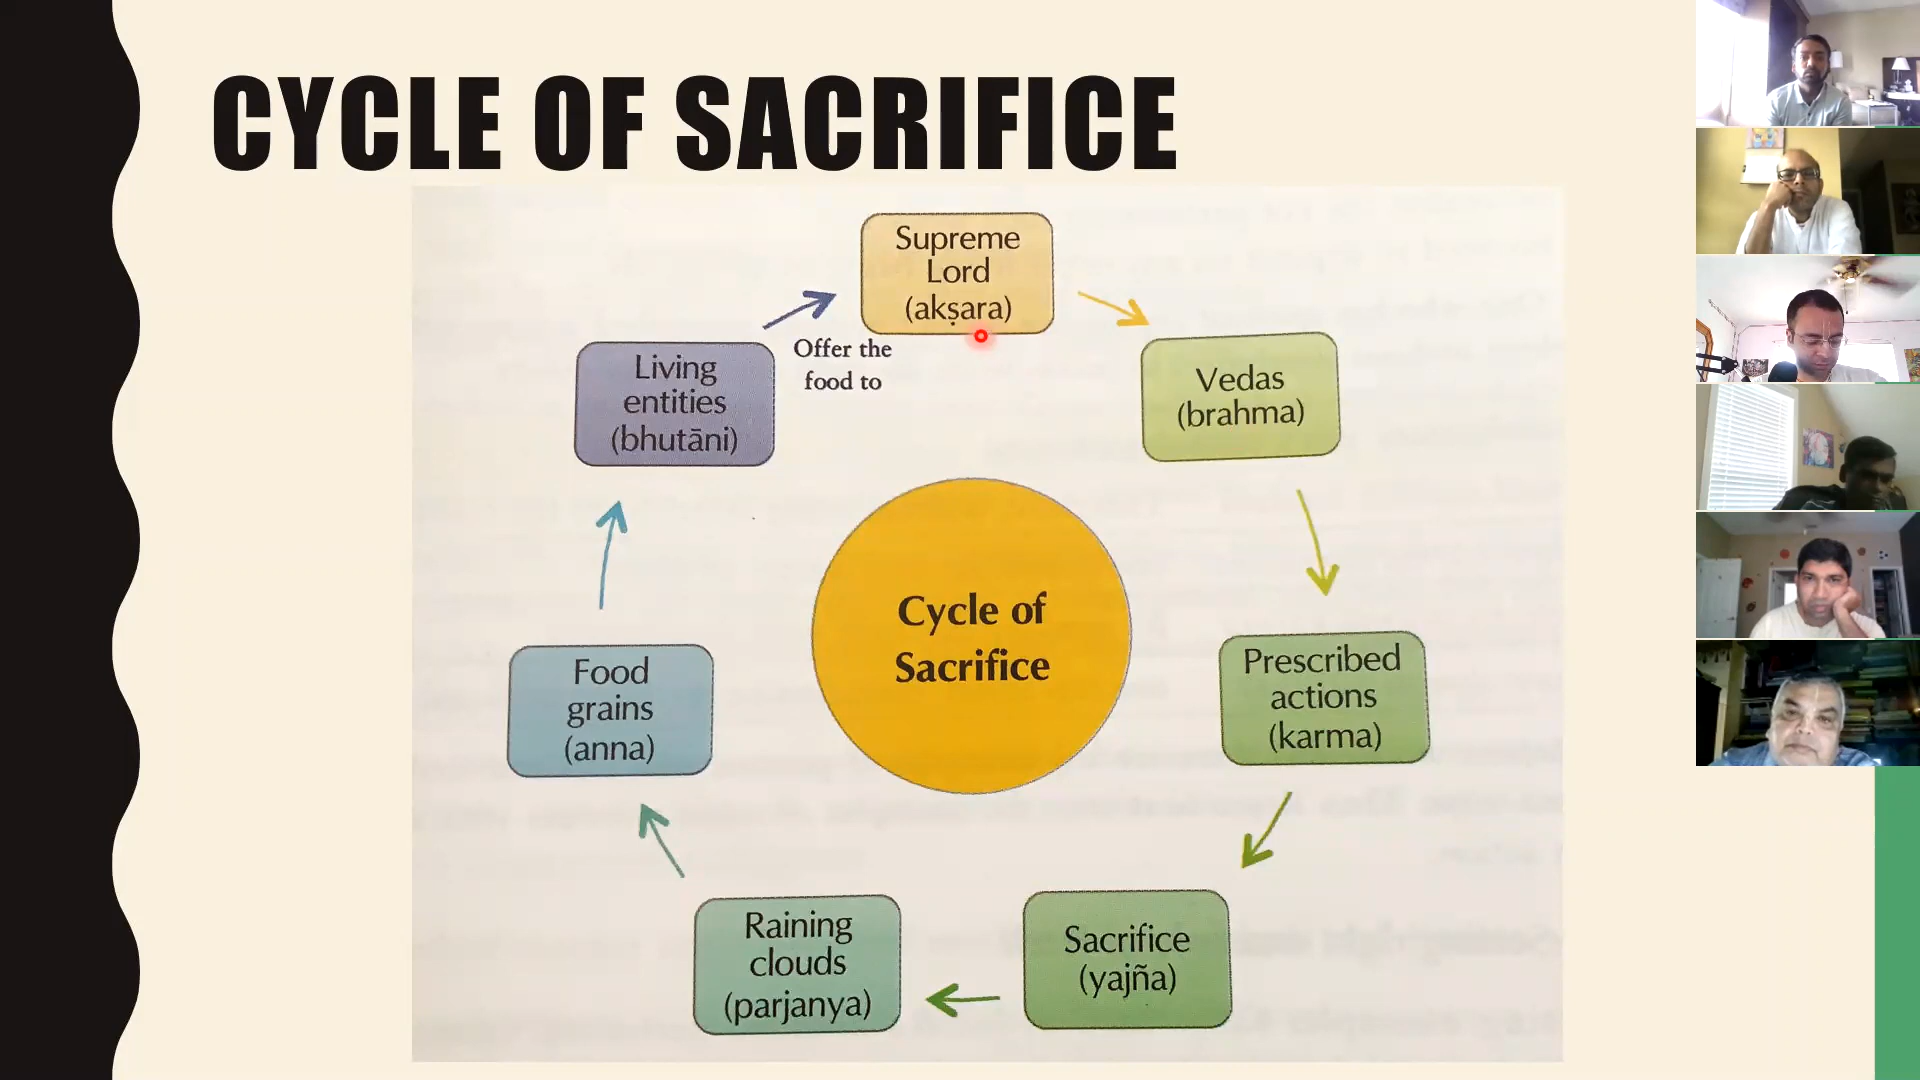 CYCLE OF SACRIFICE
Supreme
Lord
(akṣara)
Offer the
food to
Living
entities
(bhutāni)
Vedas
(brahma)
Cycle of
Sacrifice
Food
grains
(anna)
Prescribed
actions
(karma)
Raining
clouds
(parjanya)
Sacrifice
(yajña)